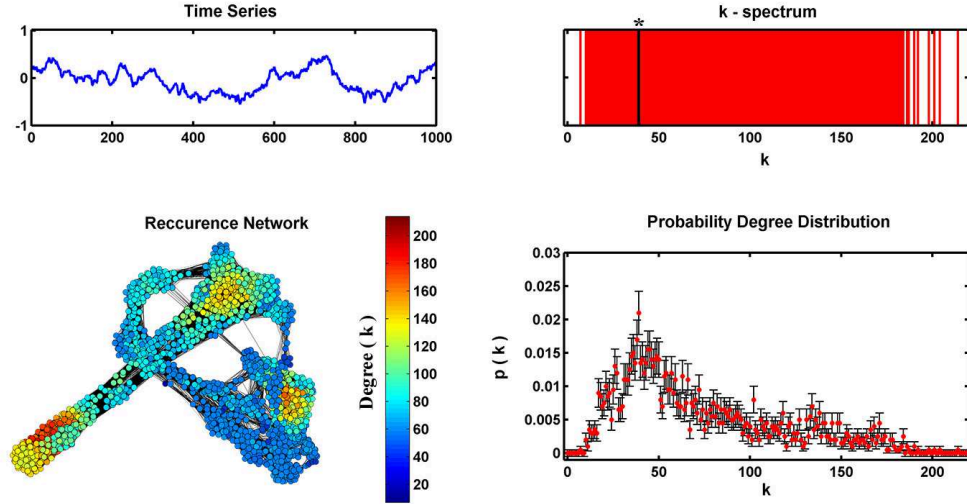 Time Series
1
0
-1
0 200 400 600 800 1000
k - spectrum
*
0 50 100 150 200
k
Reccurence Network
200
180
160
140
120
100
80
60
40
20
Degree ( k )
Probability Degree Distribution
0.03
0.025
0.02
0.015
0.01
0.005
0
p ( k )
0 50 100 150 200
k